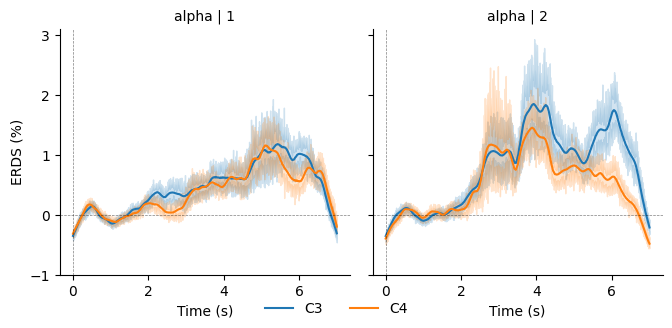 alpha | 1
alpha | 2
ERDS (%)
3
2
1
0
−1
0 2 4 6
0 2 4 6
Time (s)
Time (s)
C3 C4